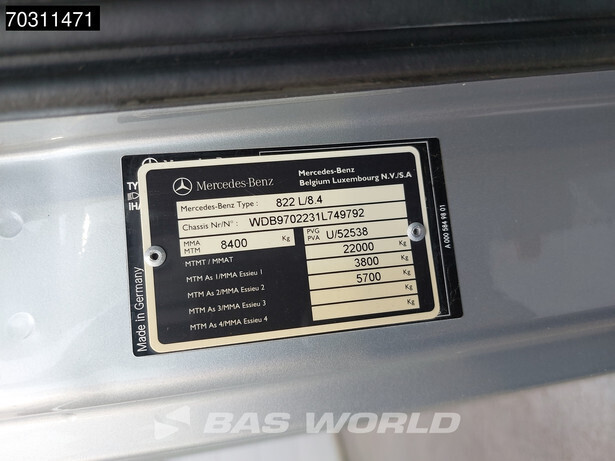 70311471
Mercedes-Benz
Mercedes-Benz
Belgium Luxembourg N.V./S.A
Mercedes-Benz Type : 822 L/8.4
Chassis Nr/N° : WDB9702231L749792
MMA
MTM 8400 Kg PVG
PVA U/52538
MTMT / MMAT 22000 Kg
MTM As 1/MMA Essieu 1 3800 Kg
MTM As 2/MMA Essieu 2 5700 Kg
MTM As 3/MMA Essieu 3 Kg
MTM As 4/MMA Essieu 4 Kg
Made in Germany
A 000 584 98 01
BAS WORLD